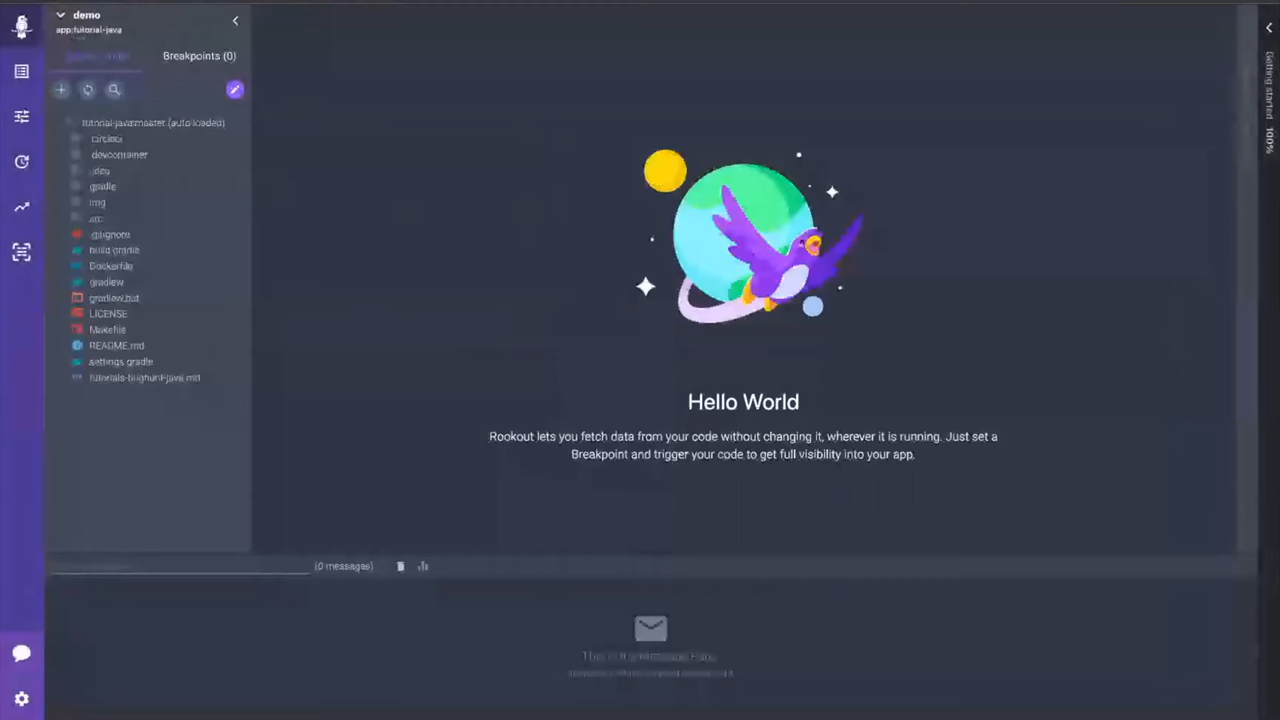 demo
app:tutorial-java
Breakpoints (0)
tutorial-java:master (auto loaded)
.circleci
.devcontainer
.idea
gradle
img
src
.gitignore
build.gradle
Dockerfile
gradlew
gradlew.bat
LICENSE
Makefile
README.md
settings.gradle
Hello World
Rookout lets you fetch data from your code without changing it, wherever it is running. Just set a
Breakpoint and trigger your code to get full visibility into your app.
(0 messages)
Getting started 100%